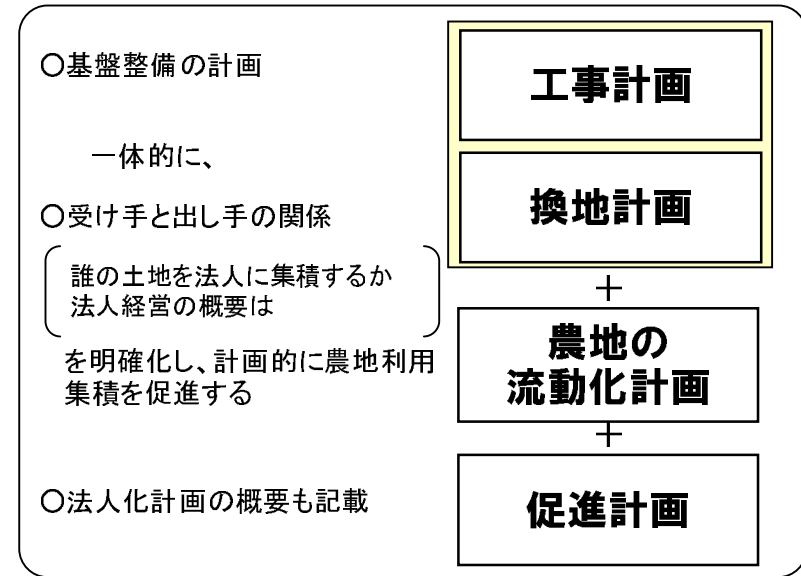 ○基盤整備の計画
一体的に、
○受け手と出し手の関係
誰の土地を法人に集積するか
法人経営の概要は
を明確化し、計画的に農地利用
集積を促進する
○法人化計画の概要も記載
工事計画
換地計画
＋
農地の
流動化計画
＋
促進計画